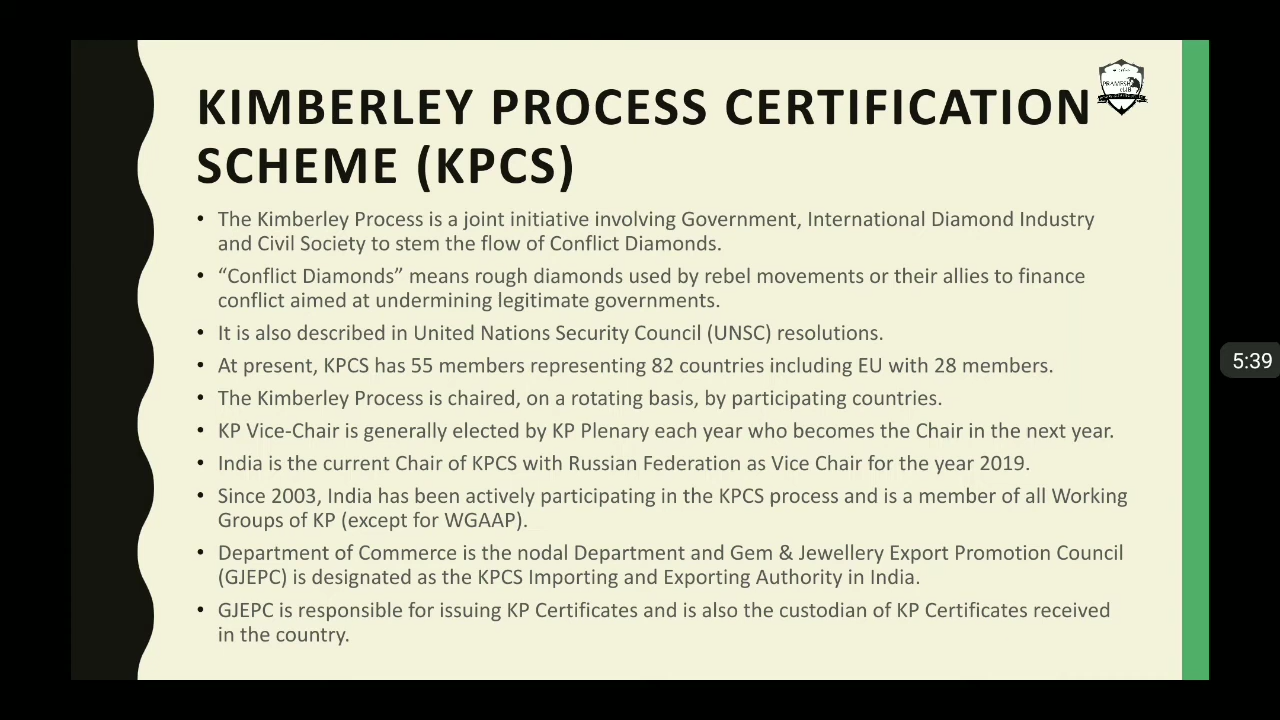 KIMBERLEY PROCESS CERTIFICATION
SCHEME (KPCS)
• The Kimberley Process is a joint initiative involving Government, International Diamond Industry
and Civil Society to stem the flow of Conflict Diamonds.
• “Conflict Diamonds” means rough diamonds used by rebel movements or their allies to finance
conflict aimed at undermining legitimate governments.
• It is also described in United Nations Security Council (UNSC) resolutions.
• At present, KPCS has 55 members representing 82 countries including EU with 28 members.
• The Kimberley Process is chaired, on a rotating basis, by participating countries.
• KP Vice-Chair is generally elected by KP Plenary each year who becomes the Chair in the next year.
• India is the current Chair of KPCS with Russian Federation as Vice Chair for the year 2019.
• Since 2003, India has been actively participating in the KPCS process and is a member of all Working
Groups of KP (except for WGAAP).
• Department of Commerce is the nodal Department and Gem & Jewellery Export Promotion Council
(GJEPC) is designated as the KPCS Importing and Exporting Authority in India.
• GJEPC is responsible for issuing KP Certificates and is also the custodian of KP Certificates received
in the country.
5:39